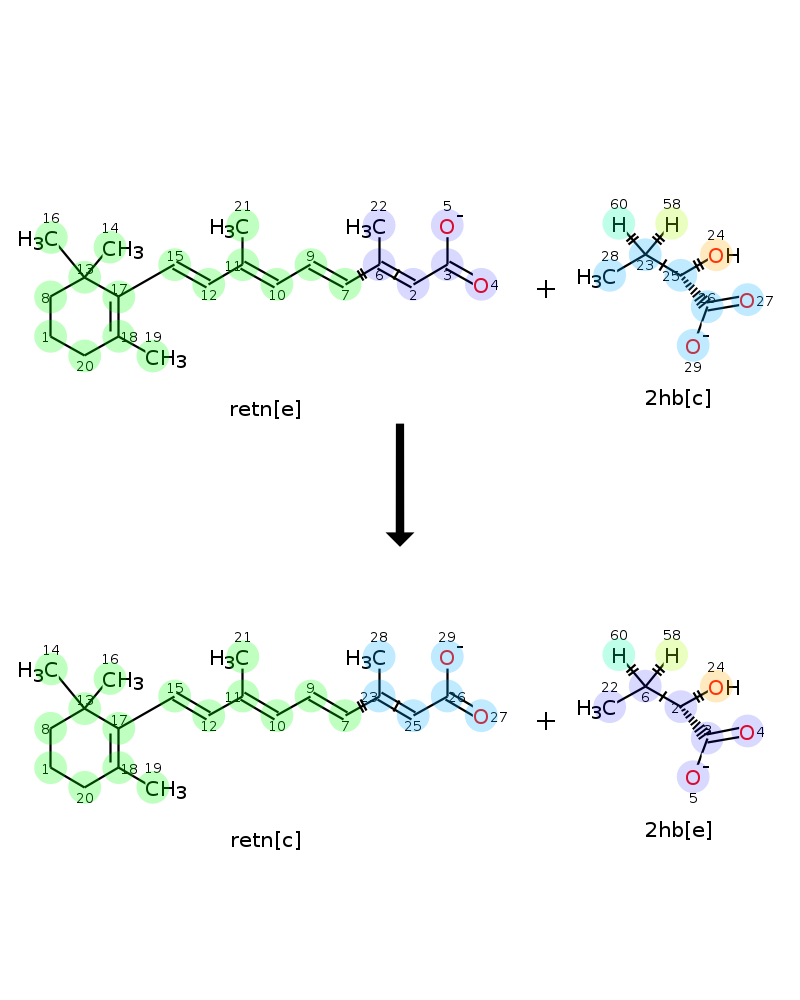 16 14 21 22 5 60 58
H3C CH3 H3C H3C O- H H 24
15 9 28 OH
13 11 6 3 23 25
8 17 12 10 7 2 O 4 + H3C 26 O 27
1 18 19 O-
20 CH3 29
retn[e] 2hb[c]
14 16 21 28 29 60 58
H3C CH3 H3C H3C O- H H 24
15 9 22 OH
13 11 23 26 6 2
8 17 12 10 7 25 O 27 + H3C 3 O 4
1 18 19 O-
20 CH3 5
retn[c] 2hb[e]